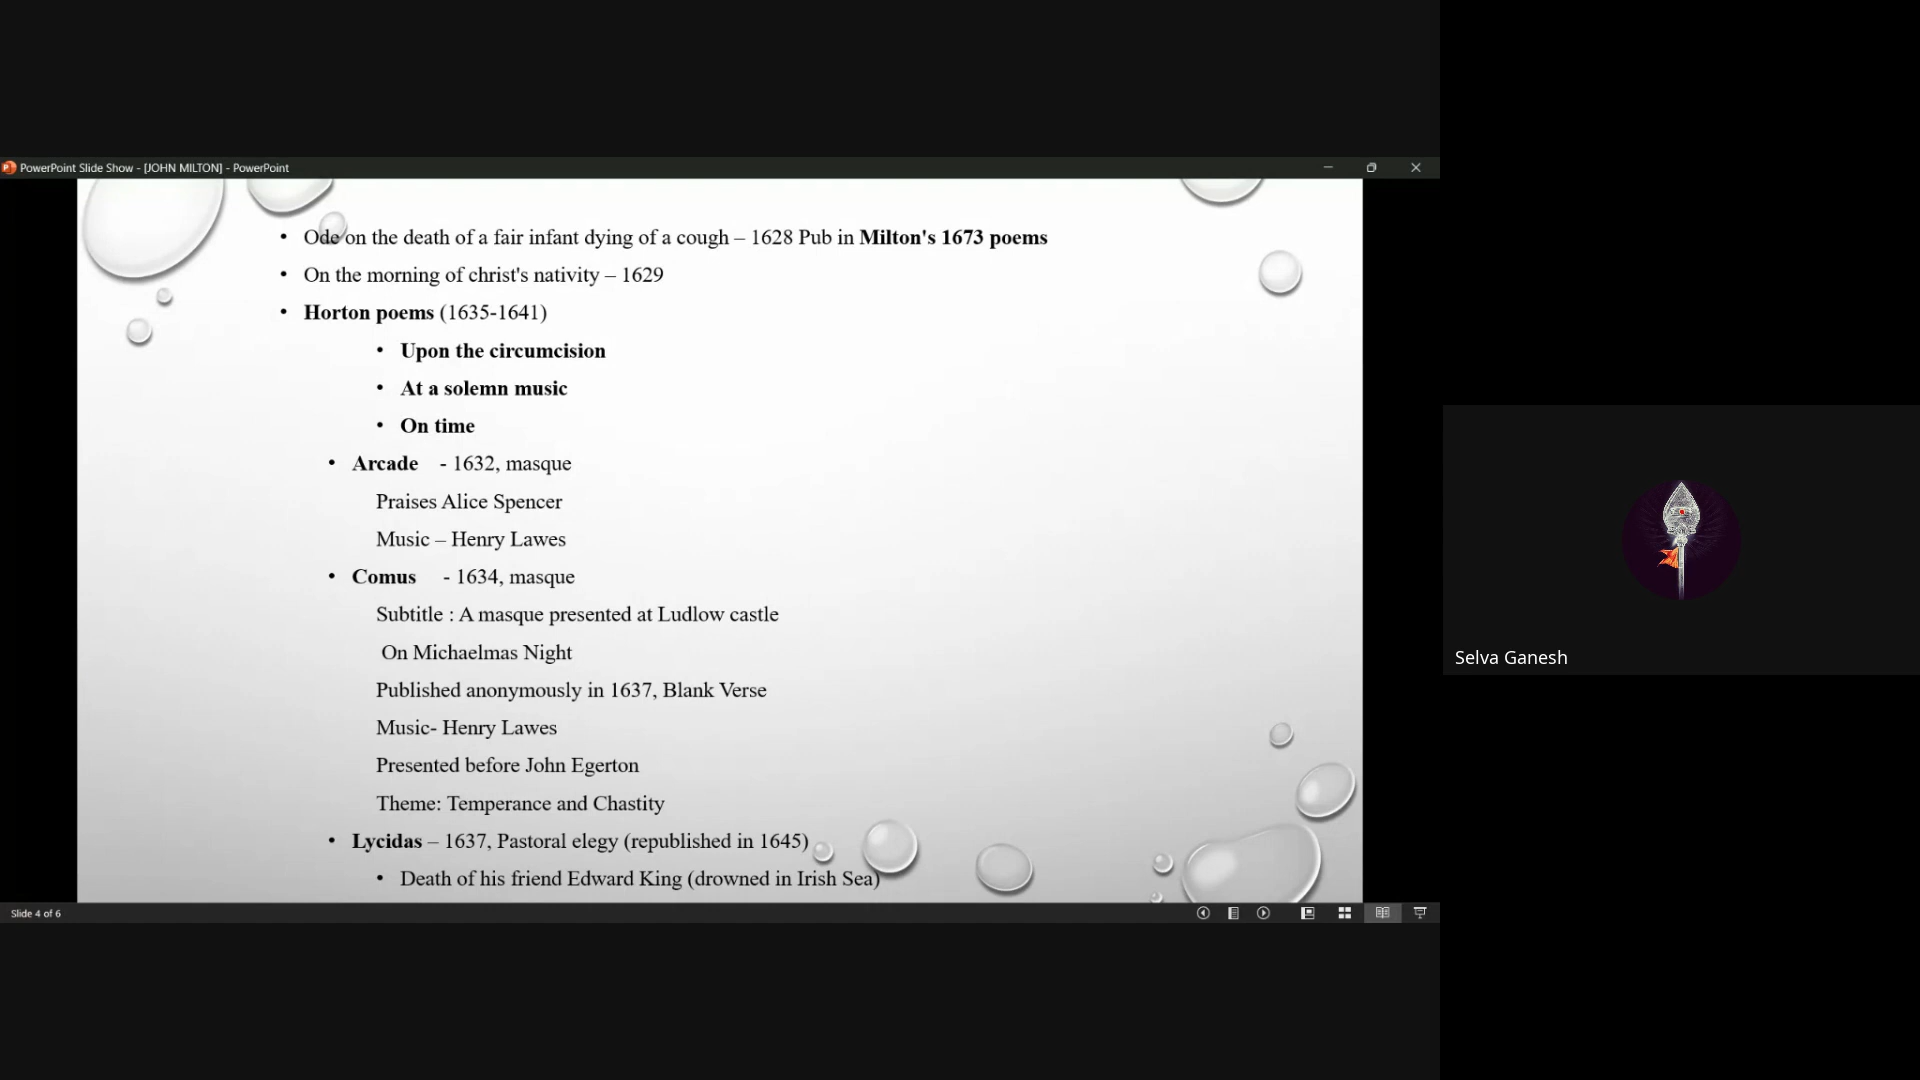 PowerPoint Slide Show - [JOHN MILTON] - PowerPoint
• Ode on the death of a fair infant dying of a cough – 1628 Pub in Milton's 1673 poems
• On the morning of christ's nativity – 1629
• Horton poems (1635-1641)
• Upon the circumcision
• At a solemn music
• On time
• Arcade - 1632, masque
Praises Alice Spencer
Music – Henry Lawes
• Comus - 1634, masque
Subtitle : A masque presented at Ludlow castle
On Michaelmas Night
Published anonymously in 1637, Blank Verse
Music- Henry Lawes
Presented before John Egerton
Theme: Temperance and Chastity
• Lycidas – 1637, Pastoral elegy (republished in 1645)
• Death of his friend Edward King (drowned in Irish Sea)
Slide 4 of 6
Selva Ganesh